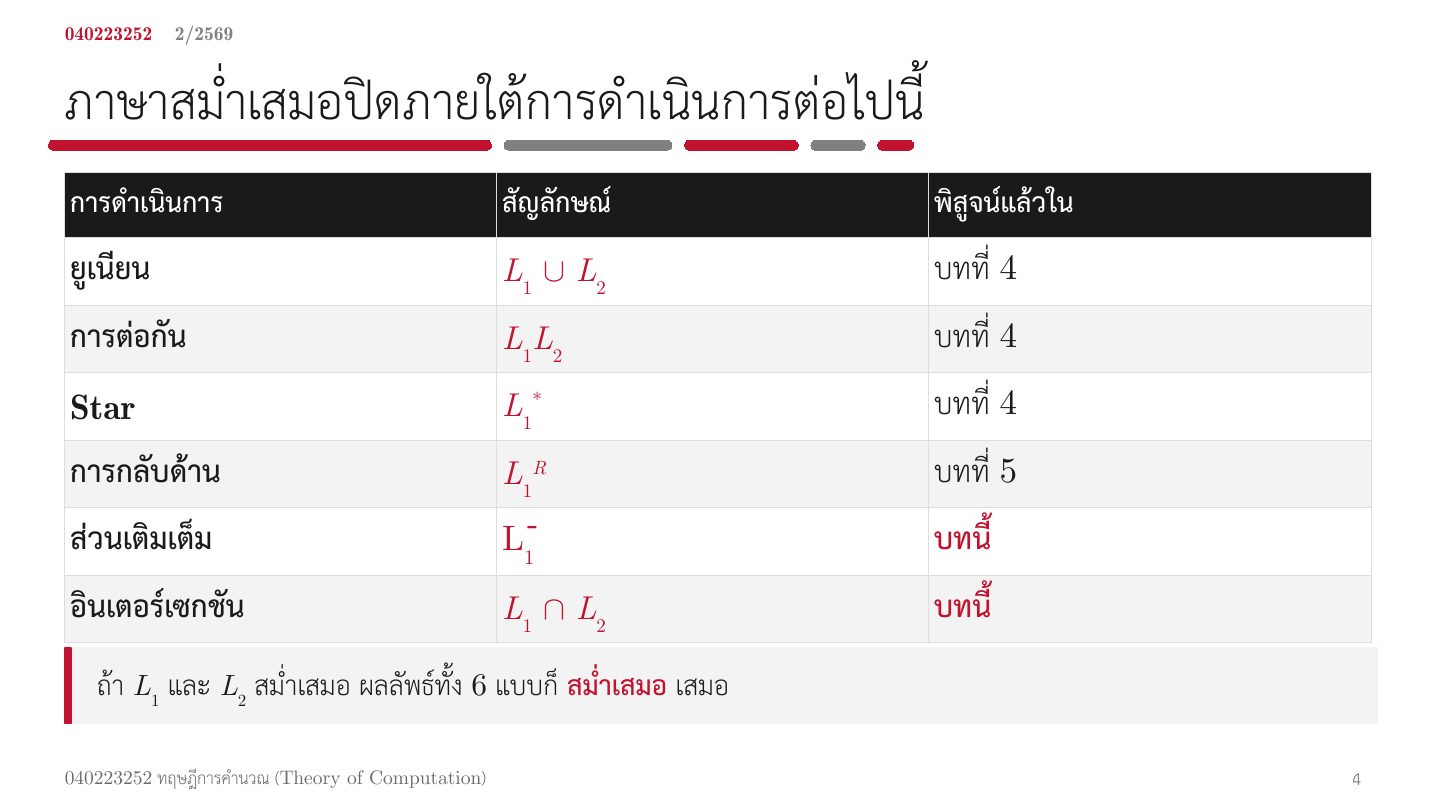 040223252 2/2569
ภาษาสม่ำเสมอปิดภายใต้การดำเนินการต่อไปนี้
การดำเนินการ สัญลักษณ์ พิสูจน์แล้วใน
ยูเนียน L₁ ∪ L₂ บทที่ 4
การต่อกัน L₁L₂ บทที่ 4
Star L₁* บทที่ 4
การกลับด้าน L₁ᴿ บทที่ 5
ส่วนเติมเต็ม L₁⁻ บทนี้
อินเตอร์เซกชัน L₁ ∩ L₂ บทนี้
ถ้า L₁ และ L₂ สม่ำเสมอ ผลลัพธ์ทั้ง 6 แบบก็ สม่ำเสมอ เสมอ
040223252 ทฤษฎีการคำนวณ (Theory of Computation) 4